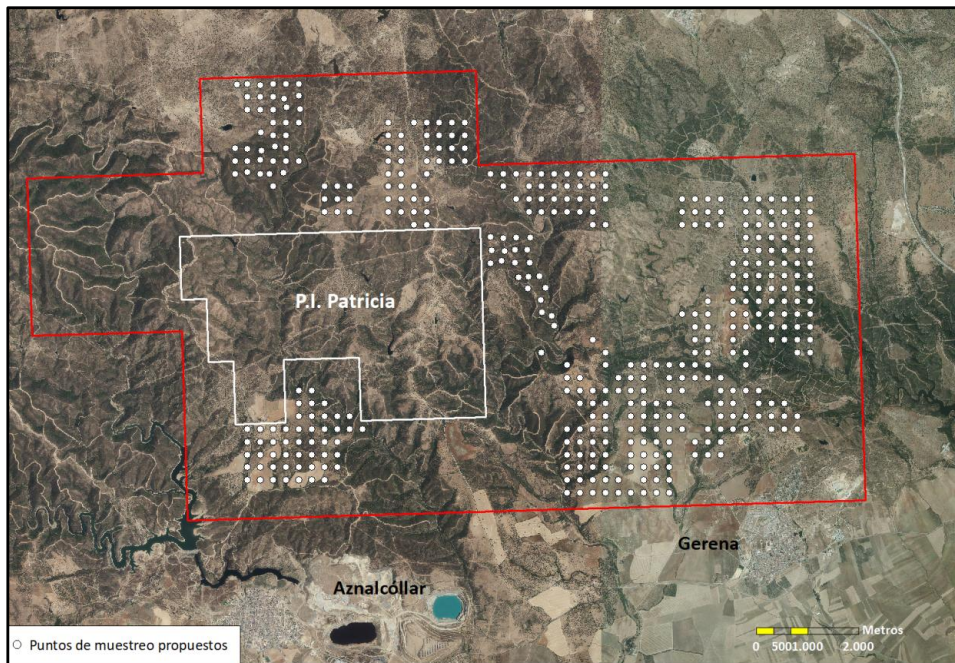 P.I. Patricia
Gerena
Aznalcóllar
Puntos de muestreo propuestos
Metros
0 5001.000 2.000